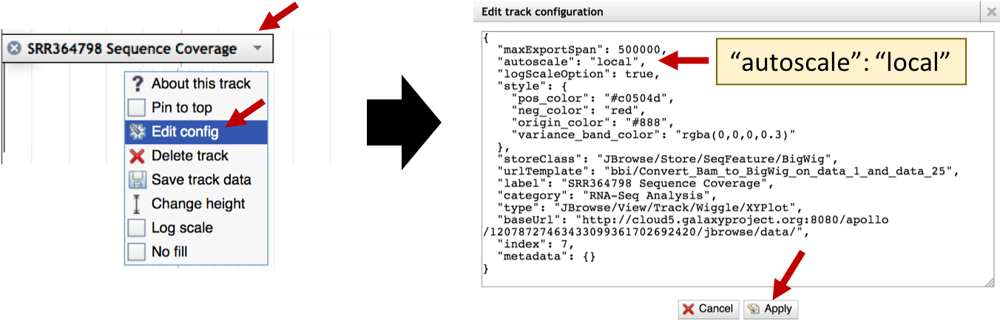 SRR364798 Sequence Coverage
About this track
Pin to top
Edit config
Delete track
Save track data
Change height
Log scale
No fill
Edit track configuration
{
"maxExportSpan": 500000,
"autoscale": "local",
"logScaleOption": true,
"style": {
"pos_color": "#c0504d",
"neg_color": "red",
"origin_color": "#888",
"variance_band_color": "rgba(0,0,0,0.3)"
},
"storeClass": "JBrowse/Store/SeqFeature/BigWig",
"urlTemplate": "bbi/Convert_Bam_to_BigWig_on_data_1_and_data_25",
"label": "SRR364798 Sequence Coverage",
"category": "RNA-Seq Analysis",
"type": "JBrowse/View/Track/Wiggle/XYPlot",
"baseUrl": "http://cloud5.galaxyproject.org:8080/apollo
/12078727463433099361702692420/jbrowse/data/",
"index": 7,
"metadata": {}
}
“autoscale”: “local”
Cancel
Apply